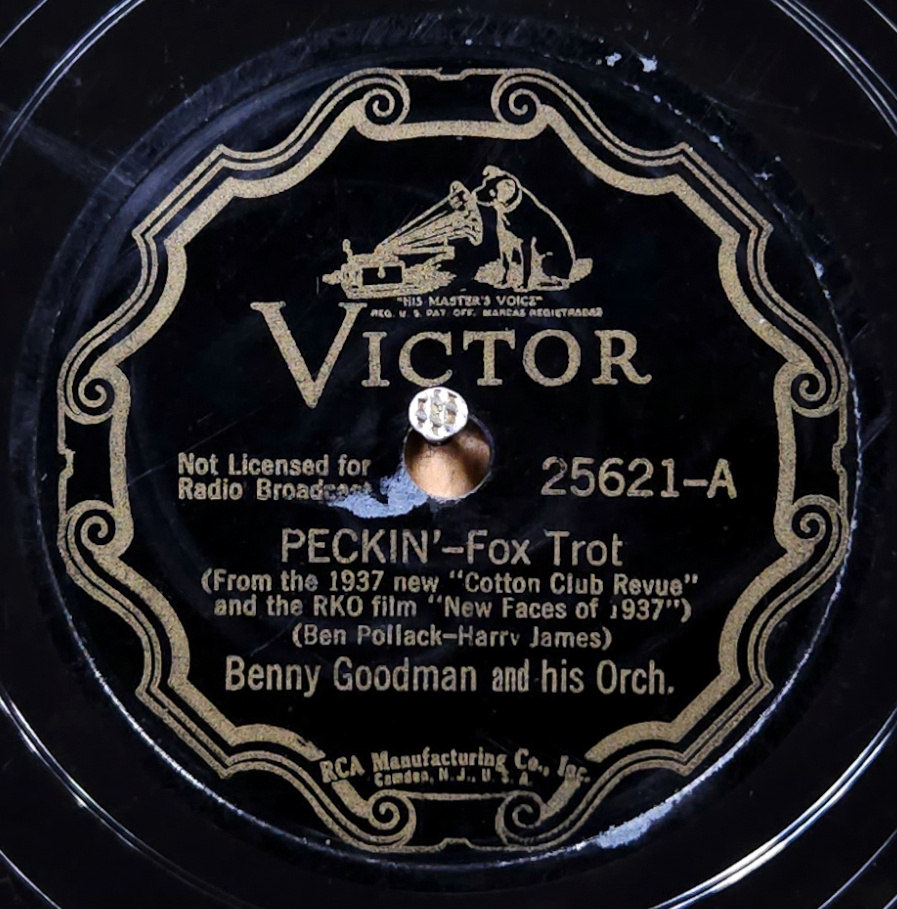 "HIS MASTER'S VOICE"
REG. U. S. PAT. OFF. MARCAS REGISTRADAS
VICTOR
Not Licensed for
Radio Broadcast
25621-A
PECKIN'-Fox Trot
(From the 1937 new "Cotton Club Revue"
and the RKO film "New Faces of 1937")
(Ben Pollack-Harry James)
Benny Goodman and his Orch.
RCA Manufacturing Co., Inc.
Camden, N. J., U. S. A.